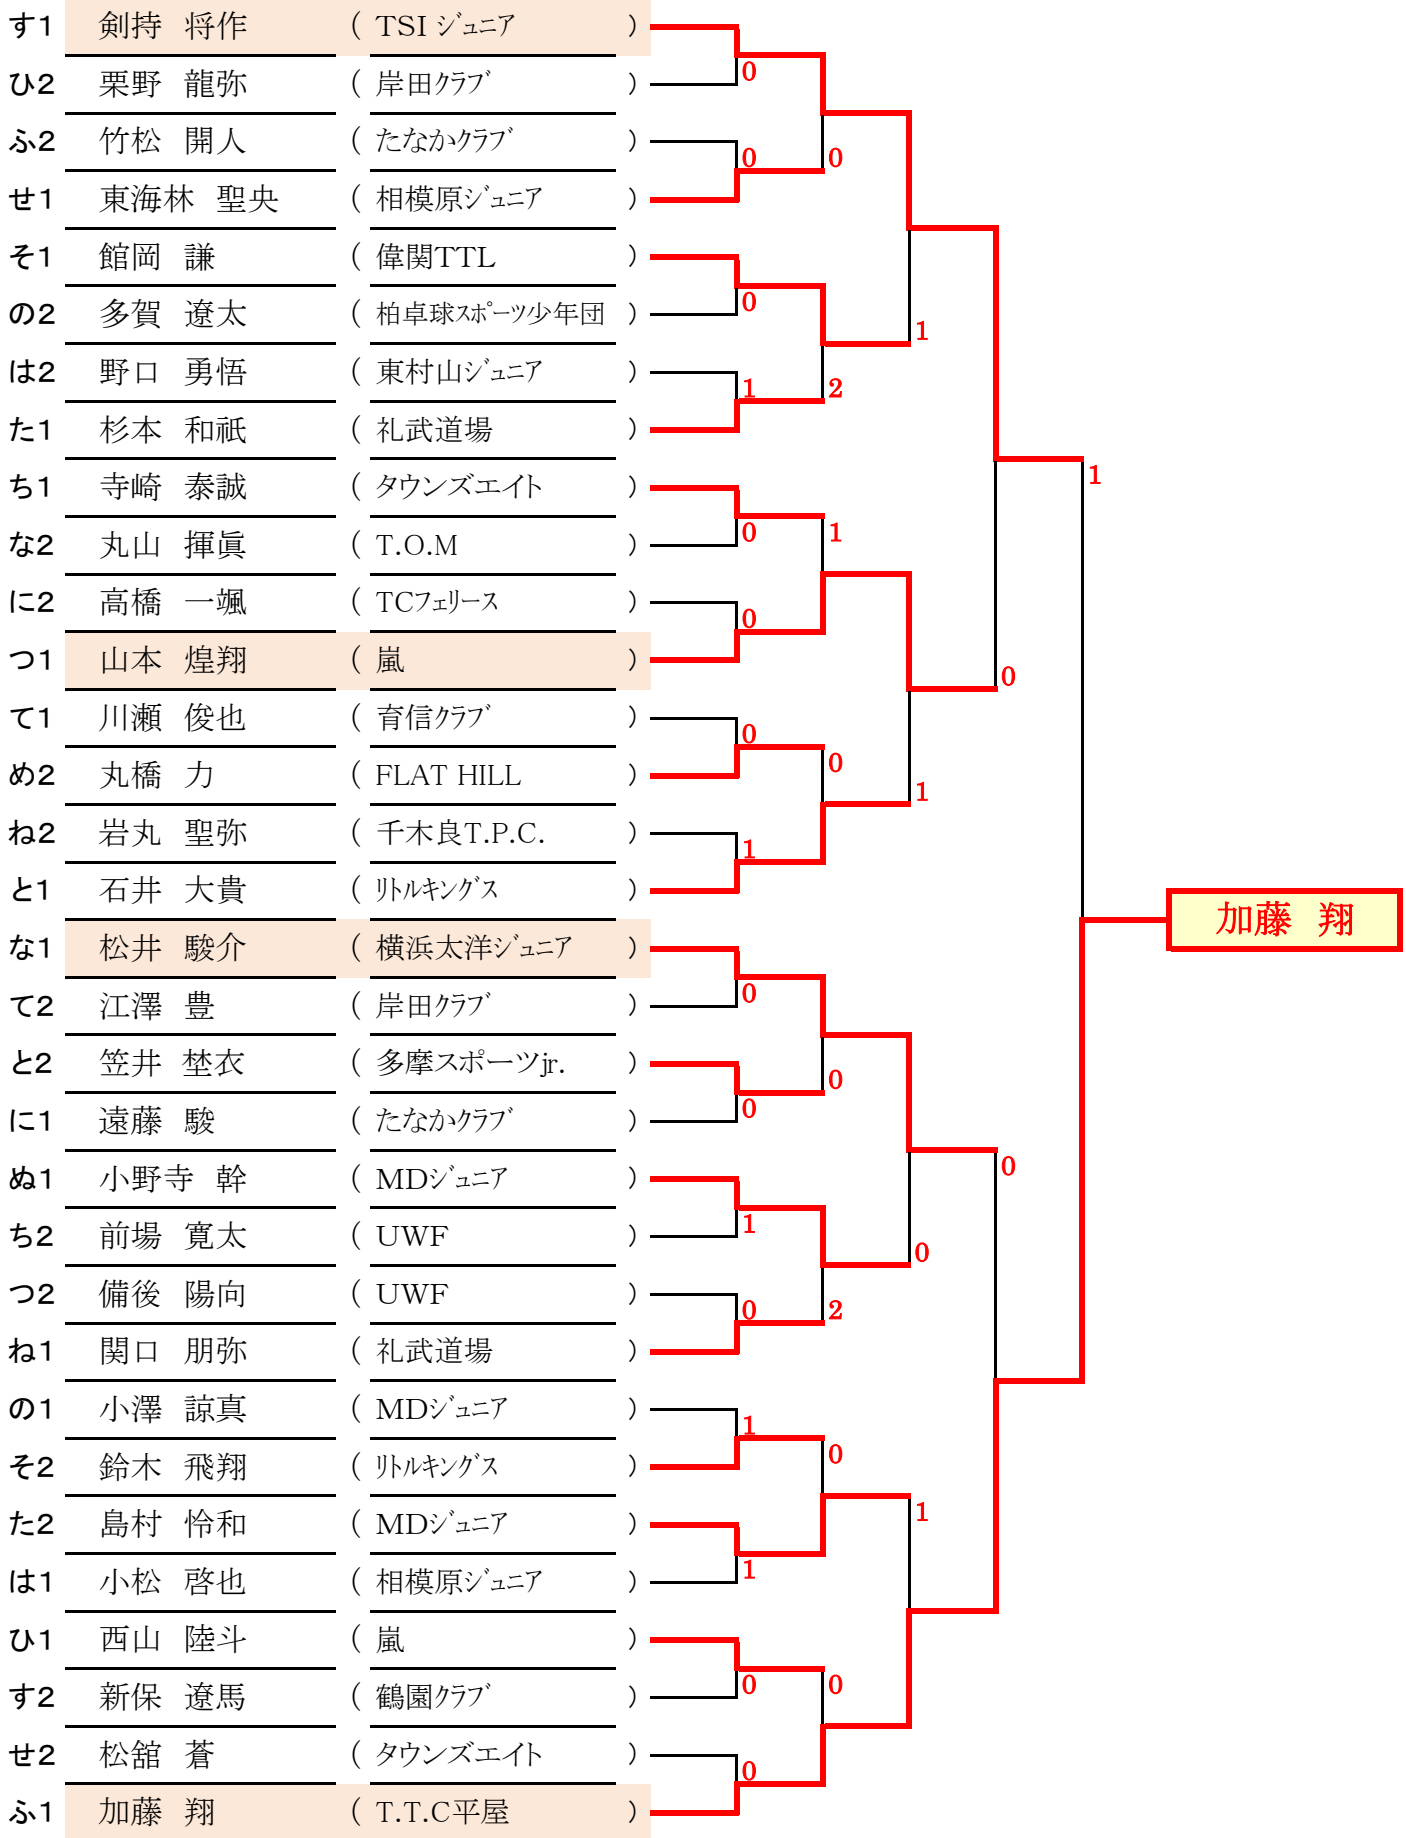 す1 剣持 将作 ( TSI ジュニア )
ひ2 栗野 龍弥 ( 岸田クラブ ) 0
ふ2 竹松 開人 ( たなかクラブ ) 0 0
せ1 東海林 聖央 ( 相模原ジュニア )
そ1 館岡 謙 ( 偉関TTL )
の2 多賀 遼太 ( 柏卓球スポーツ少年団 ) 0 1
は2 野口 勇悟 ( 東村山ジュニア ) 1 2
た1 杉本 和祇 ( 礼武道場 )
ち1 寺崎 泰誠 ( タウンズエイト ) 1
な2 丸山 揮眞 ( T.O.M ) 0 1
に2 高橋 一颯 ( TCフェリース ) 0
つ1 山本 煌翔 ( 嵐 ) 0
て1 川瀬 俊也 ( 育信クラブ ) 0
め2 丸橋 力 ( FLAT HILL ) 0 1
ね2 岩丸 聖弥 ( 千木良T.P.C. ) 1
と1 石井 大貴 ( リトルキングス )
加藤 翔
な1 松井 駿介 ( 横浜太洋ジュニア )
て2 江澤 豊 ( 岸田クラブ ) 0
と2 笠井 埜衣 ( 多摩スポーツjr. ) 0
に1 遠藤 駿 ( たなかクラブ ) 0
ぬ1 小野寺 幹 ( MDジュニア ) 0
ち2 前場 寛太 ( UWF ) 1 0
つ2 備後 陽向 ( UWF ) 0 2
ね1 関口 朋弥 ( 礼武道場 )
の1 小澤 諒真 ( MDジュニア ) 1
そ2 鈴木 飛翔 ( リトルキングス ) 0
た2 島村 怜和 ( MDジュニア ) 1
は1 小松 啓也 ( 相模原ジュニア ) 1
ひ1 西山 陸斗 ( 嵐 )
す2 新保 遼馬 ( 鶴園クラブ ) 0 0
せ2 松舘 蒼 ( タウンズエイト ) 0
ふ1 加藤 翔 ( T.T.C平屋 )